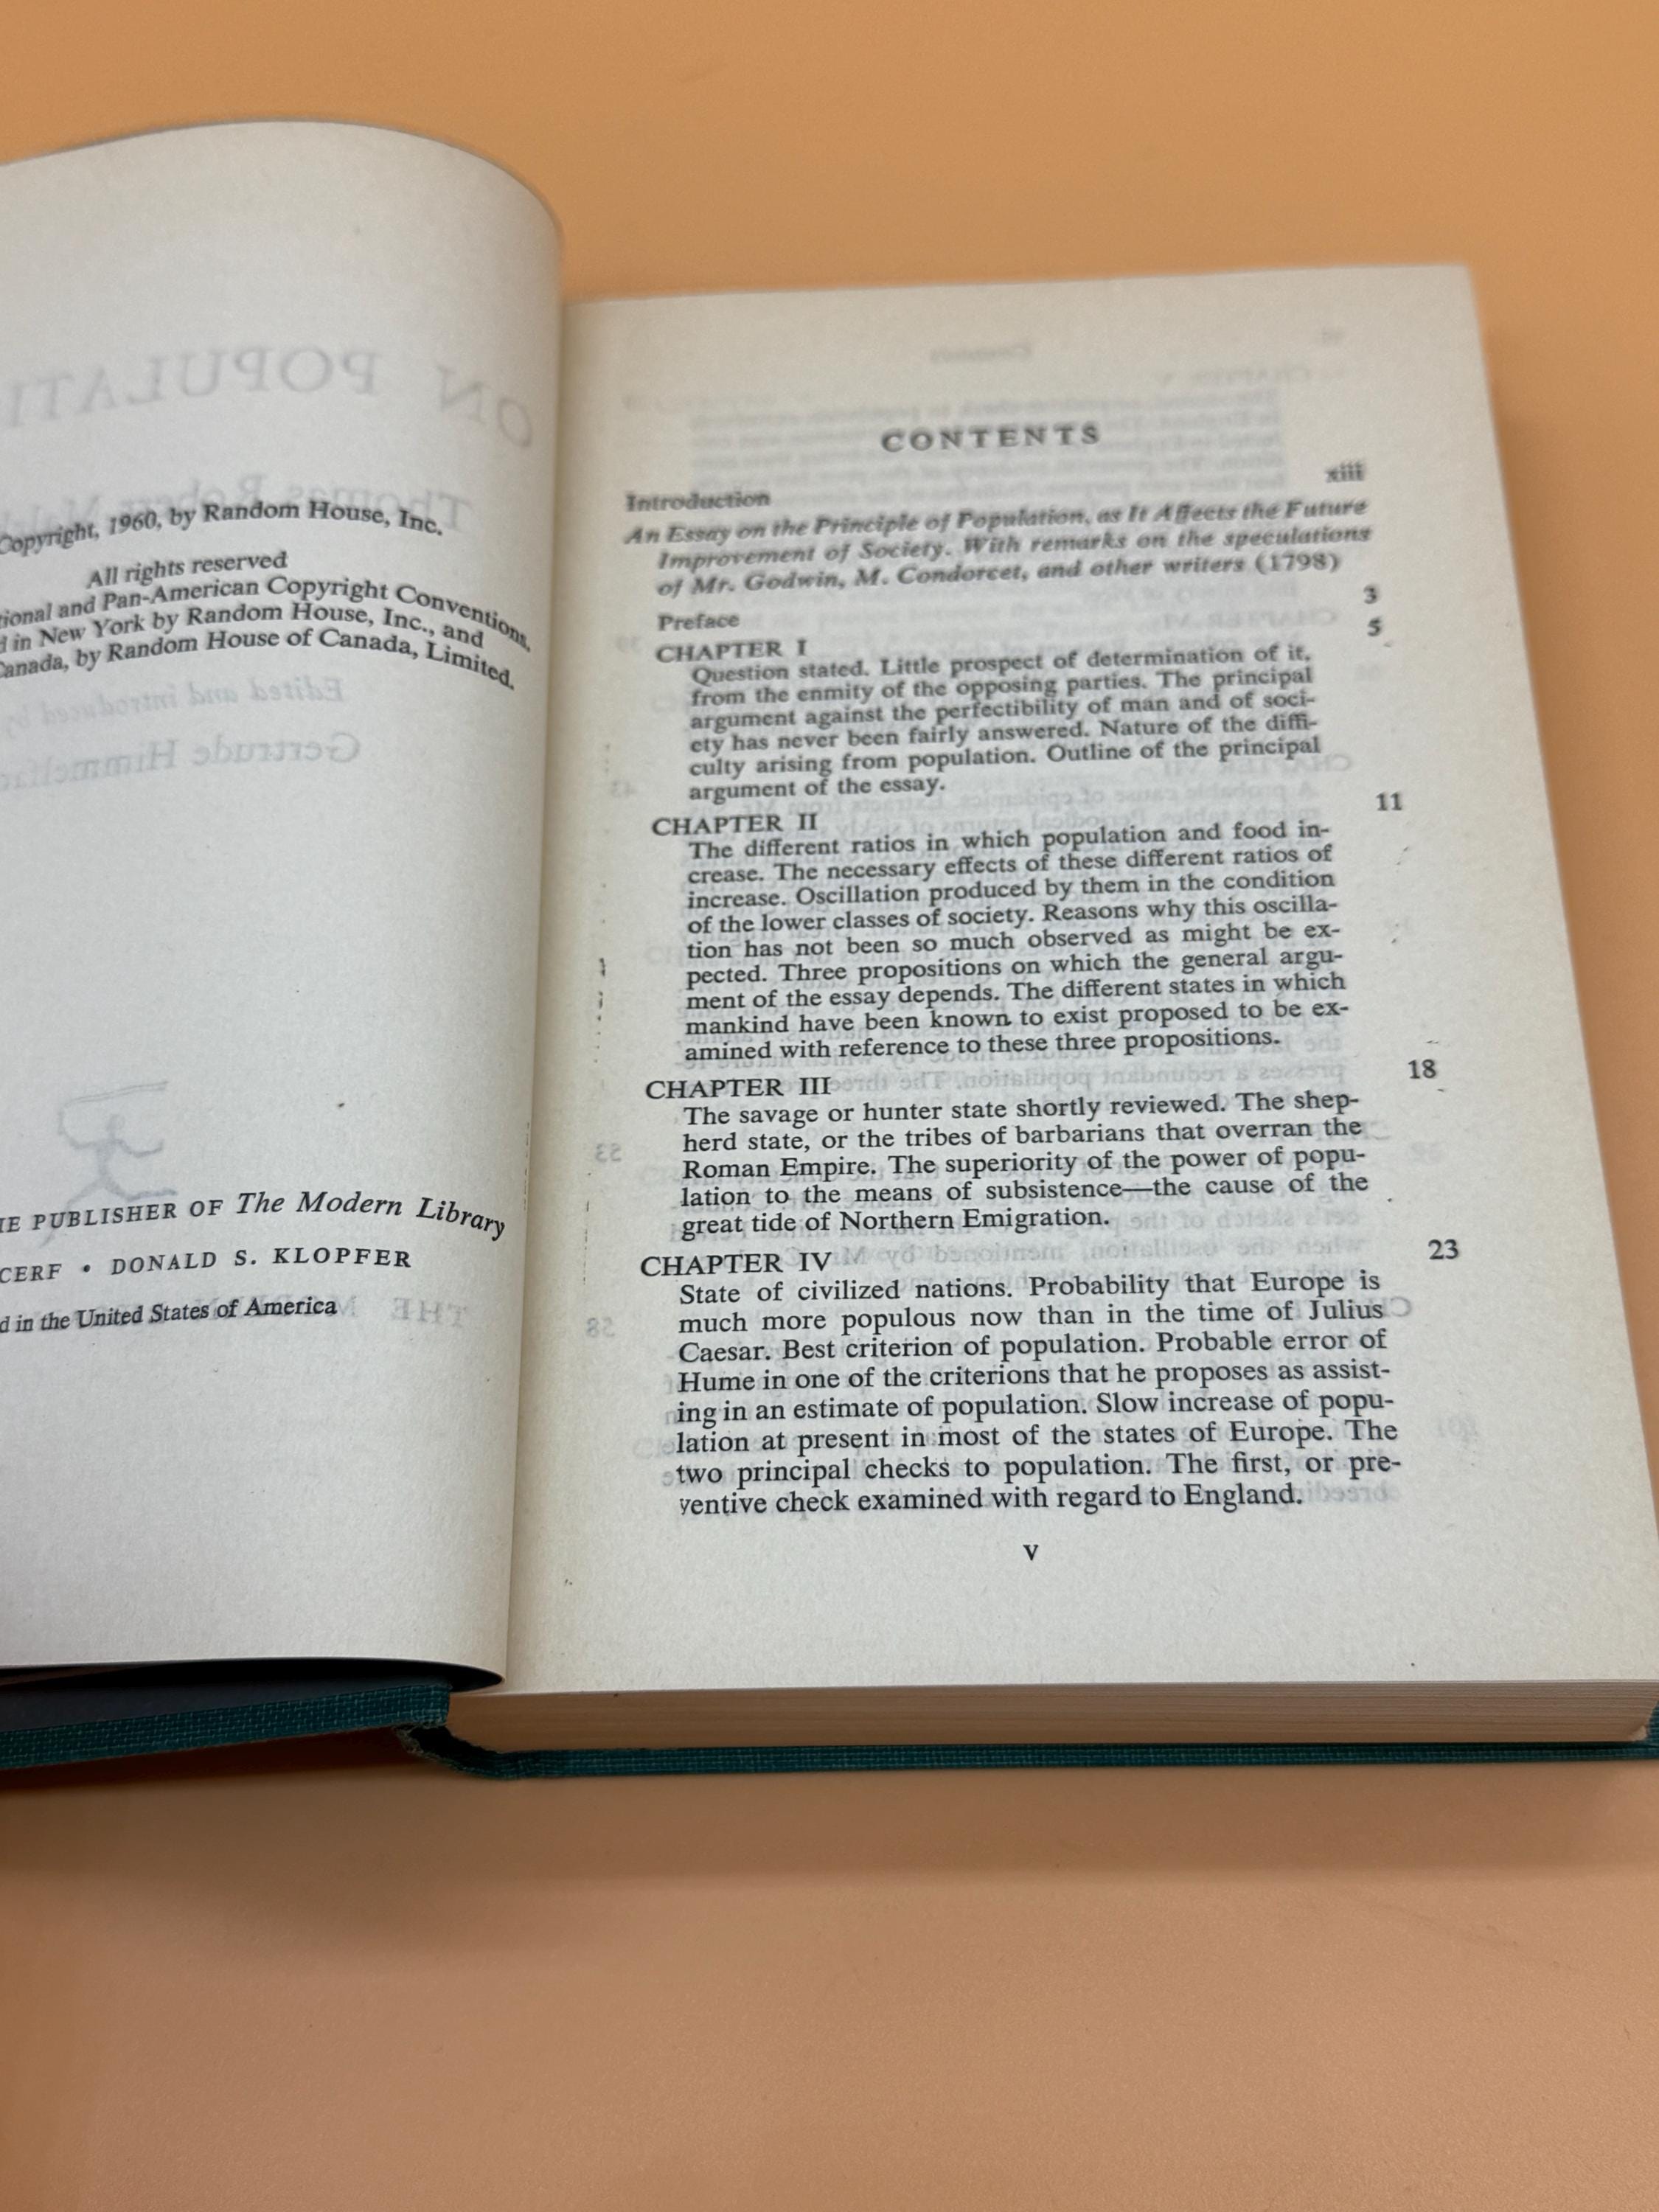 Copyright, 1960, by Random House, Inc.
All rights reserved
and Pan-American Copyright Conventions,
in New York by Random House, Inc., and
by Random House of Canada, Limited.
PUBLISHER OF The Modern Library
CERF • DONALD S. KLOPFER
in the United States of America
CONTENTS
Introduction xiii
An Essay on the Principle of Population, as It Affects the Future
Improvement of Society. With remarks on the speculations
of Mr. Godwin, M. Condorcet, and other writers (1798)
Preface 3
CHAPTER I 5
Question stated. Little prospect of determination of it,
from the enmity of the opposing parties. The principal
argument against the perfectibility of man and of soci-
ety has never been fairly answered. Nature of the diffi-
culty arising from population. Outline of the principal
argument of the essay.
CHAPTER II 11
The different ratios in which population and food in-
crease. The necessary effects of these different ratios of
increase. Oscillation produced by them in the condition
of the lower classes of society. Reasons why this oscilla-
tion has not been so much observed as might be ex-
pected. Three propositions on which the general argu-
ment of the essay depends. The different states in which
mankind have been known to exist proposed to be ex-
amined with reference to these three propositions.
CHAPTER III 18
The savage or hunter state shortly reviewed. The shep-
herd state, or the tribes of barbarians that overran the
Roman Empire. The superiority of the power of popu-
lation to the means of subsistence—the cause of the
great tide of Northern Emigration.
CHAPTER IV 23
State of civilized nations. Probability that Europe is
much more populous now than in the time of Julius
Caesar. Best criterion of population. Probable error of
Hume in one of the criterions that he proposes as assist-
ing in an estimate of population. Slow increase of popu-
lation at present in most of the states of Europe. The
two principal checks to population. The first, or pre-
ventive check examined with regard to England.
v